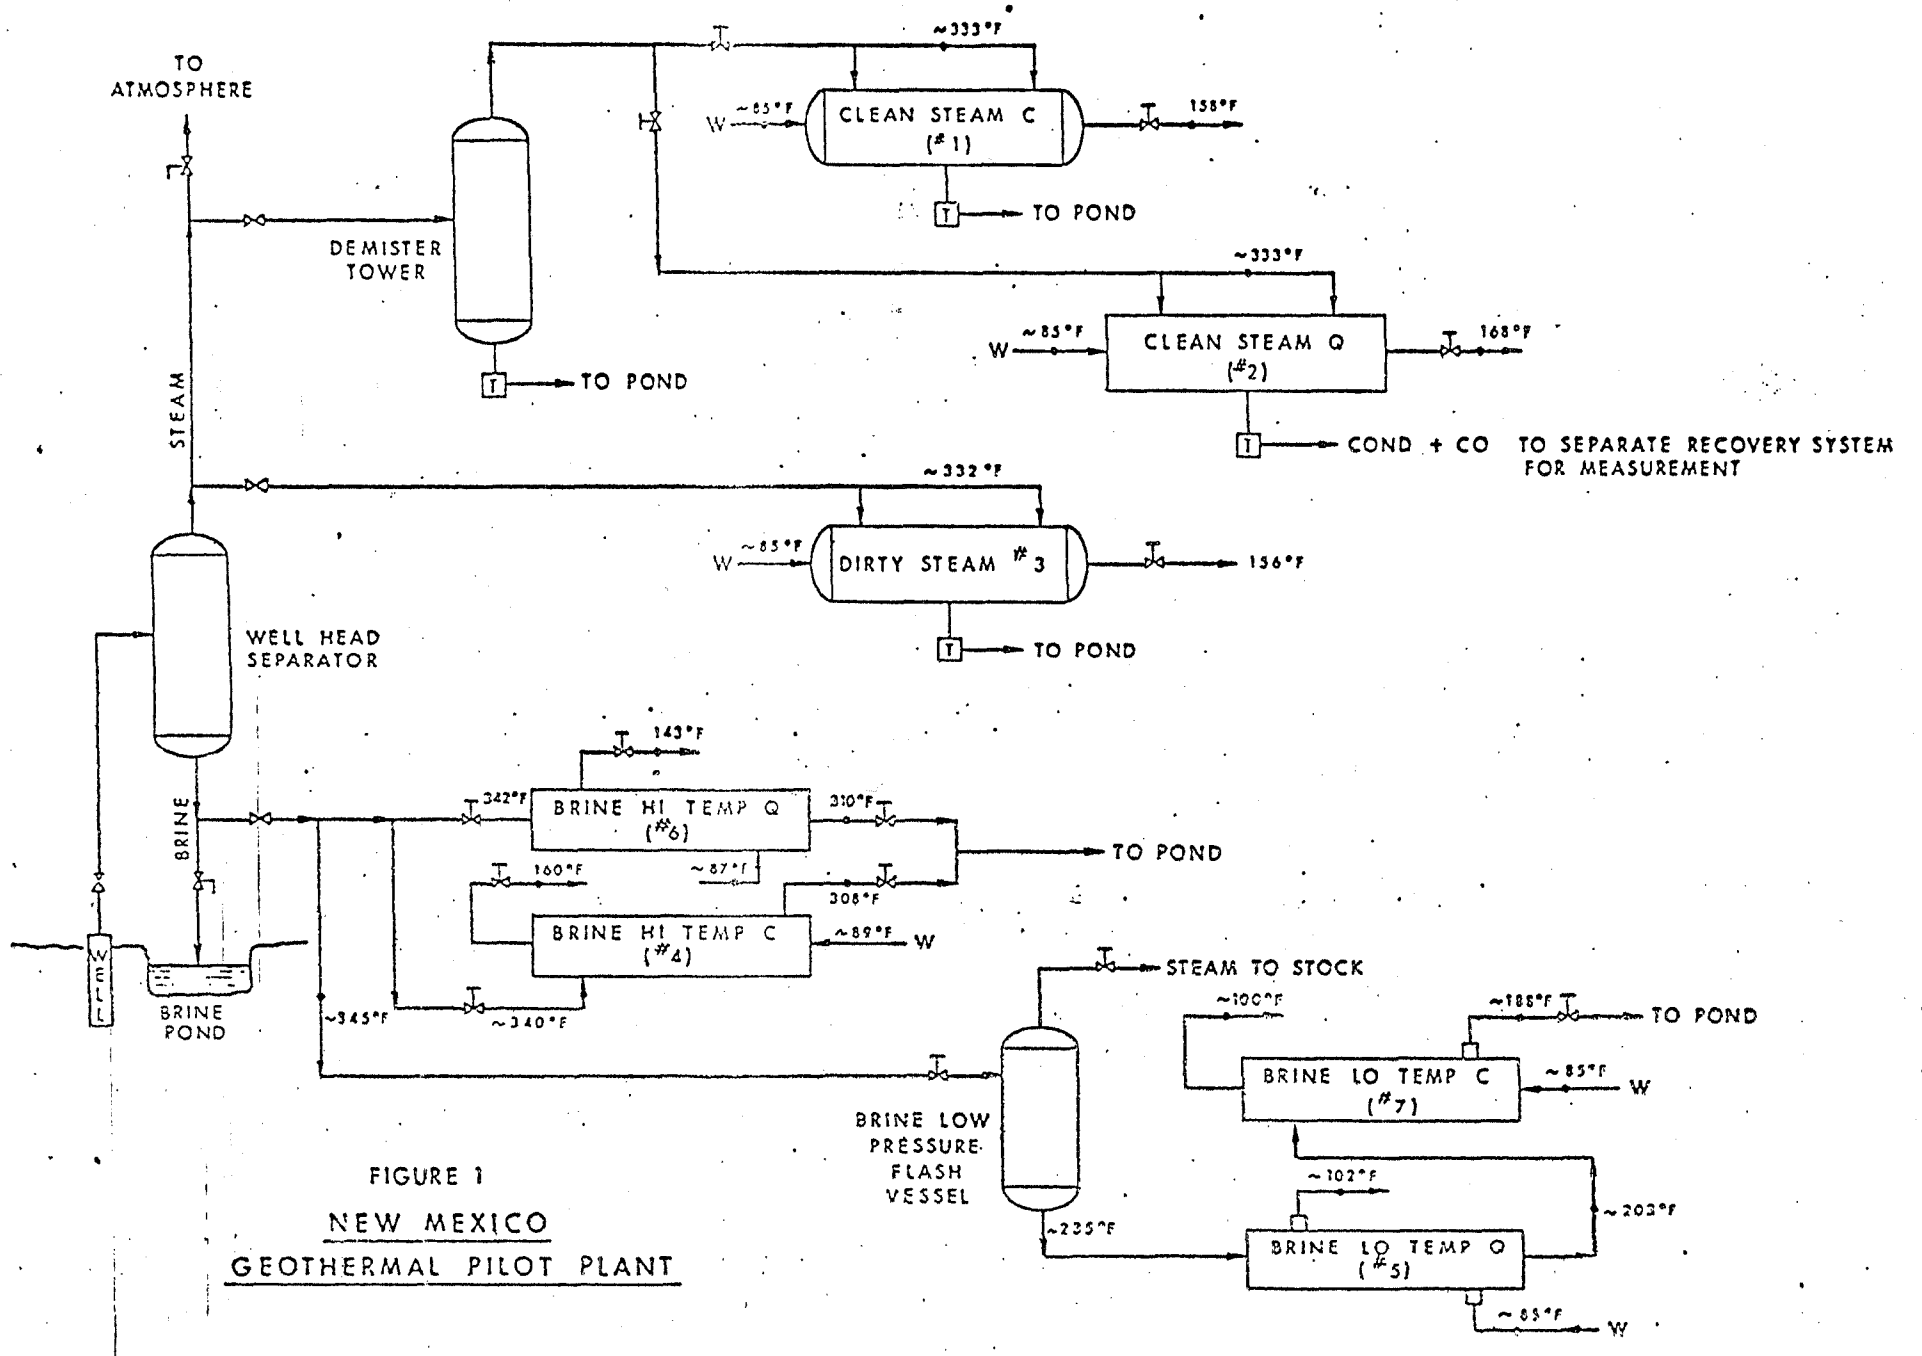 TO
ATMOSPHERE
~333°F
W
~85°F
CLEAN STEAM C
(#1)
158°F
T
TO POND
DEMISTER
TOWER
~333°F
W
~85°F
CLEAN STEAM Q
(#2)
168°F
T
TO POND
STEAM
T
COND + CO TO SEPARATE RECOVERY SYSTEM
FOR MEASUREMENT
~332°F
W
~85°F
DIRTY STEAM #3
156°F
T
TO POND
WELL HEAD
SEPARATOR
143°F
BRINE
342°F
BRINE HI TEMP Q
(#6)
310°F
TO POND
~87°F
160°F
308°F
BRINE HI TEMP C
(#4)
~89°F
W
WELL
BRINE
POND
~345°F
~340°F
STEAM TO STOCK
~100°F
~188°F
TO POND
BRINE LO TEMP C
(#7)
~85°F
W
BRINE LOW
PRESSURE
FLASH
VESSEL
~235°F
~102°F
~203°F
BRINE LO TEMP Q
(#5)
~85°F
W
FIGURE 1
NEW MEXICO
GEOTHERMAL PILOT PLANT